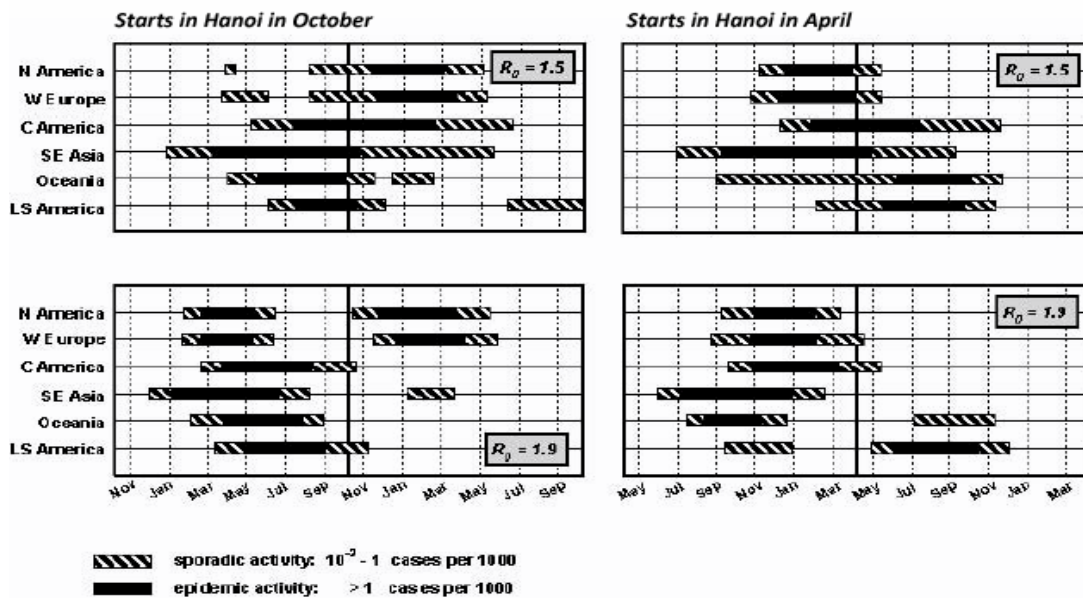 Starts in Hanoi in October
Starts in Hanoi in April
N America
W Europe
C America
SE Asia
Oceania
LS America
R0 = 1.5
R0 = 1.5
N America
W Europe
C America
SE Asia
Oceania
LS America
R0 = 1.9
R0 = 1.9
Nov Jan Mar May Jul Sep Nov Jan Mar May Jul Sep
May Jul Sep Nov Jan Mar May Jul Sep Nov Jan Mar
sporadic activity: 10⁻² - 1 cases per 1000
epidemic activity: >1 cases per 1000